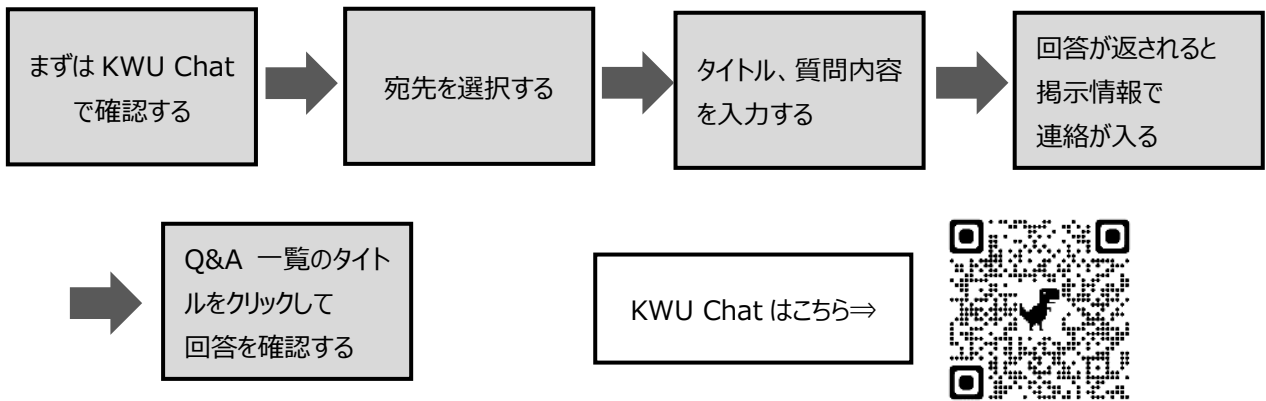 まずは KWU Chat
で確認する
宛先を選択する
タイトル、質問内容
を入力する
回答が返されると
掲示情報で
連絡が入る
Q&A 一覧のタイト
ルをクリックして
回答を確認する
KWU Chat はこちら⇒